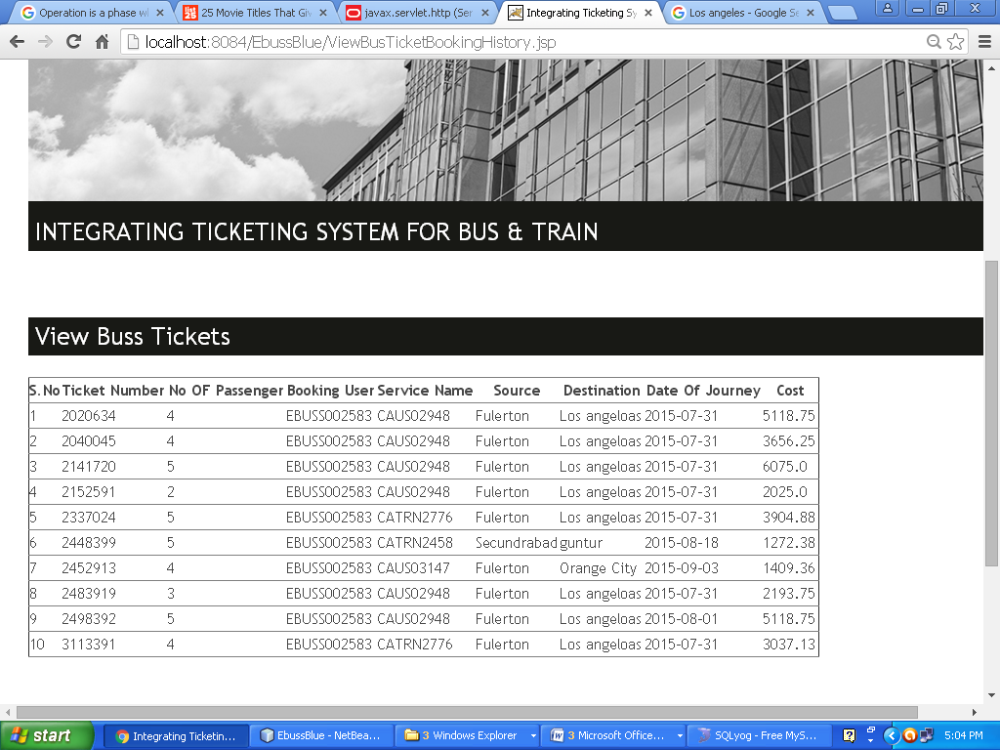 Operation is a phase wh
25 Movie Titles That Giv
javax.servlet.http (Ser
Integrating Ticketing Sy
Los angeles - Google Se
localhost:8084/EbussBlue/ViewBusTicketBookingHistory.jsp
INTEGRATING TICKETING SYSTEM FOR BUS & TRAIN
View Buss Tickets
S.No Ticket Number No OF Passenger Booking User Service Name Source Destination Date Of Journey Cost
1 2020634 4 EBUSS002583 CAUS02948 Fulerton Los angeloas 2015-07-31 5118.75
2 2040045 4 EBUSS002583 CAUS02948 Fulerton Los angeloas 2015-07-31 3656.25
3 2141720 5 EBUSS002583 CAUS02948 Fulerton Los angeloas 2015-07-31 6075.0
4 2152591 2 EBUSS002583 CAUS02948 Fulerton Los angeloas 2015-07-31 2025.0
5 2337024 5 EBUSS002583 CATRN2776 Fulerton Los angeloas 2015-07-31 3904.88
6 2448399 5 EBUSS002583 CATRN2458 Secundrabad guntur 2015-08-18 1272.38
7 2452913 4 EBUSS002583 CAUS03147 Fulerton Orange City 2015-09-03 1409.36
8 2483919 3 EBUSS002583 CAUS02948 Fulerton Los angeloas 2015-07-31 2193.75
9 2498392 5 EBUSS002583 CAUS02948 Fulerton Los angeloas 2015-08-01 5118.75
10 3113391 4 EBUSS002583 CATRN2776 Fulerton Los angeloas 2015-07-31 3037.13
start
Integrating Ticketin...
EbussBlue - NetBea...
3 Windows Explorer
3 Microsoft Office...
SQLyog - Free MyS...
5:04 PM